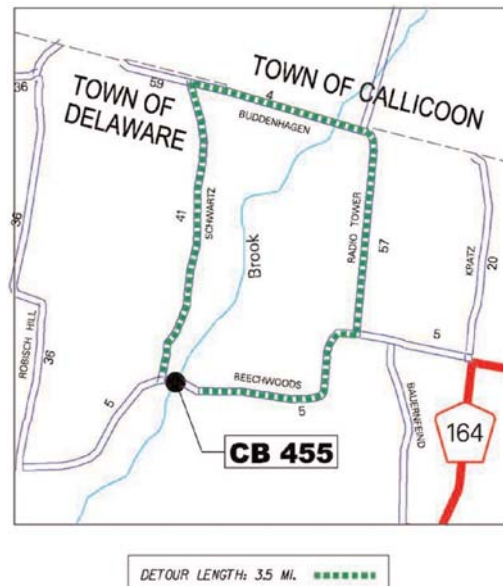 TOWN OF CALLICOON
TOWN OF
DELAWARE
36
59
4
BUDDENHAGEN
41
SCHWARTZ
Brook
RADIO TOWER
57
KRATZ
20
36
ROBISCH HILL
36
5
BEECHWOODS
5
5
BAUERNFEIND
164
CB 455
DETOUR LENGTH: 3.5 MI.